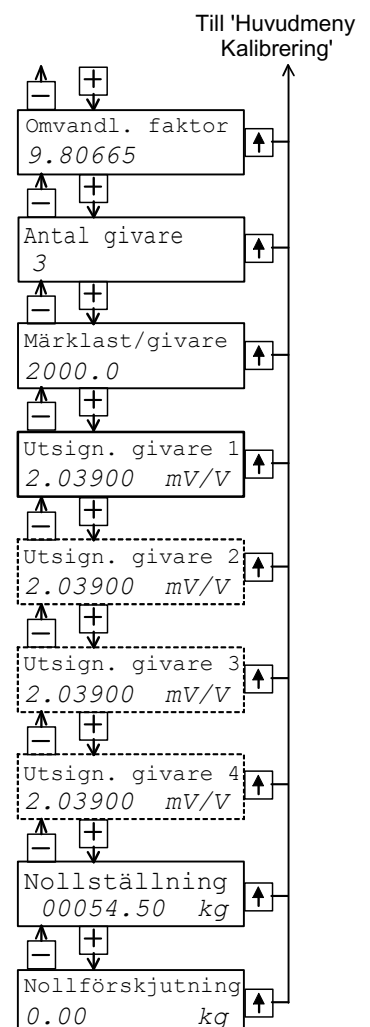 Till 'Huvudmeny
Kalibrering'
+
−
Omvandl. faktor
9.80665
+
−
Antal givare
3
+
−
Märklast/givare
2000.0
+
−
Utsign. givare 1
2.03900 mV/V
+
−
Utsign. givare 2
2.03900 mV/V
+
−
Utsign. givare 3
2.03900 mV/V
+
−
Utsign. givare 4
2.03900 mV/V
+
−
Nollställning
00054.50 kg
+
−
Nollförskjutning
0.00 kg